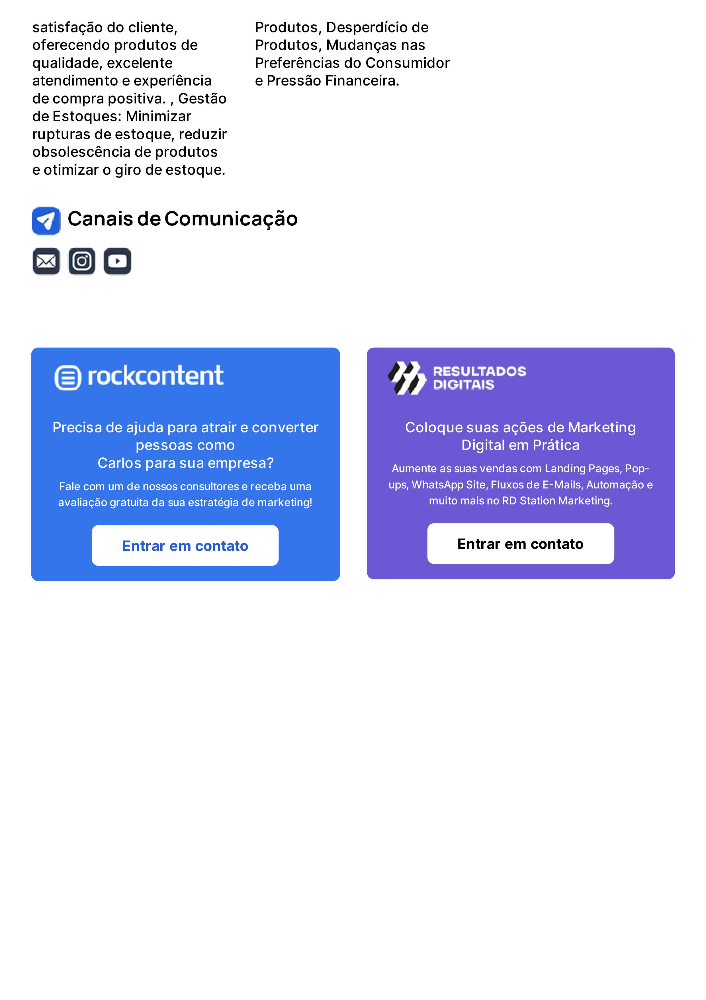 satisfação do cliente,
oferecendo produtos de
qualidade, excelente
atendimento e experiência
de compra positiva. , Gestão
de Estoques: Minimizar
rupturas de estoque, reduzir
obsolescência de produtos
e otimizar o giro de estoque.
Produtos, Desperdício de
Produtos, Mudanças nas
Preferências do Consumidor
e Pressão Financeira.
Canais de Comunicação
rockcontent
Precisa de ajuda para atrair e converter
pessoas como
Carlos para sua empresa?
Fale com um de nossos consultores e receba uma
avaliação gratuita da sua estratégia de marketing!
Entrar em contato
RESULTADOS
DIGITAIS
Coloque suas ações de Marketing
Digital em Prática
Aumente as suas vendas com Landing Pages, Pop-
ups, WhatsApp Site, Fluxos de E-Mails, Automação e
muito mais no RD Station Marketing.
Entrar em contato